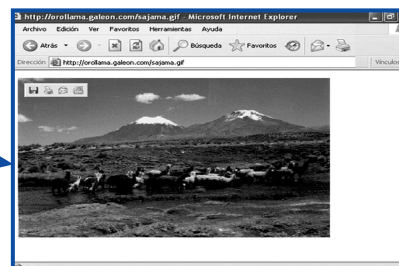 http://orollama.galeon.com/sajama.gif - Microsoft Internet Explorer
Archivo Edición Ver Favoritos Herramientas Ayuda
Atrás Búsqueda Favoritos
Dirección http://orollama.galeon.com/sajama.gif Vínculos